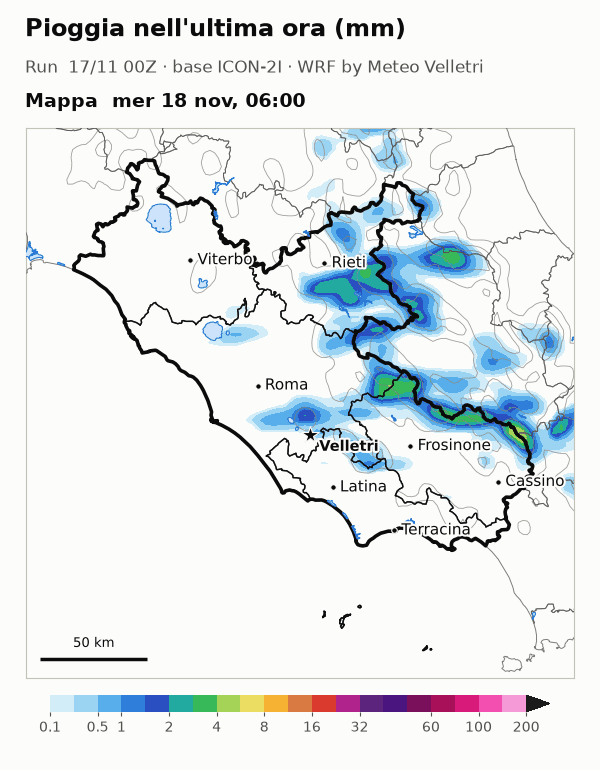 Pioggia nell'ultima ora (mm)
Run 17/11 00Z · base ICON-2I · WRF by Meteo Velletri
Mappa mer 18 nov, 06:00
Viterbo
Rieti
Roma
Velletri
Frosinone
Cassino
Latina
Terracina
50 km
0.1 0.5 1 2 4 8 16 32 60 100 200